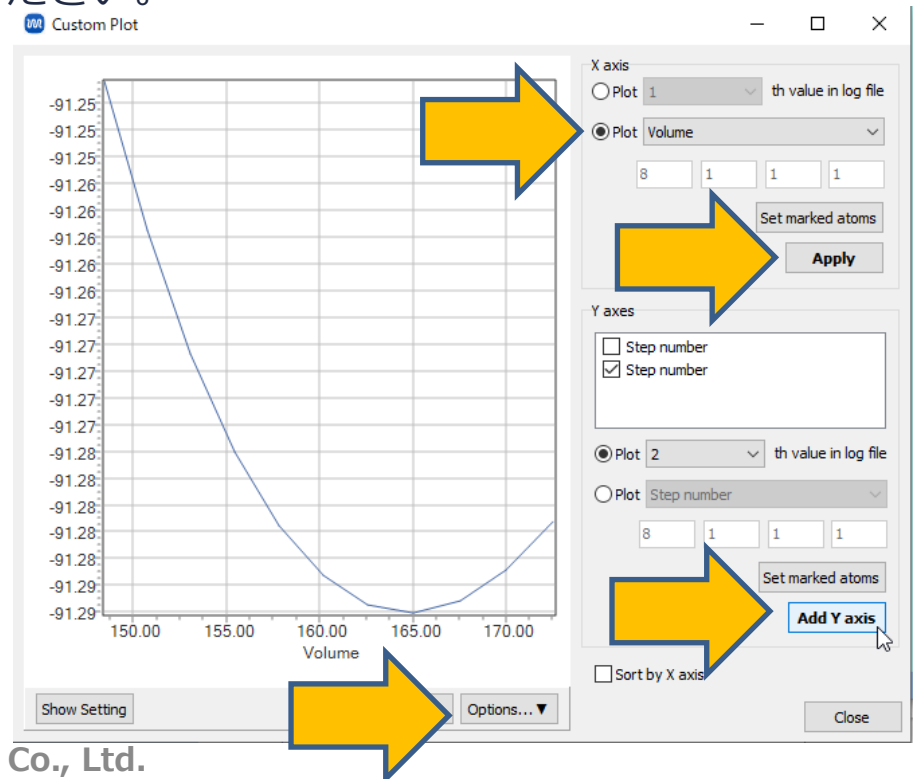 ださい。
Custom Plot
-91.25
-91.25
-91.25
-91.26
-91.26
-91.26
-91.26
-91.26
-91.27
-91.27
-91.27
-91.27
-91.27
-91.28
-91.28
-91.28
-91.28
-91.28
-91.29
-91.29
150.00 155.00 160.00 165.00 170.00
Volume
X axis
Plot 1 th value in log file
Plot Volume
8 1 1 1
Set marked atoms
Apply
Y axes
Step number
Step number
Plot 2 th value in log file
Plot Step number
8 1 1 1
Set marked atoms
Add Y axis
Sort by X axis
Show Setting
Options...▼
Close
Co., Ltd.